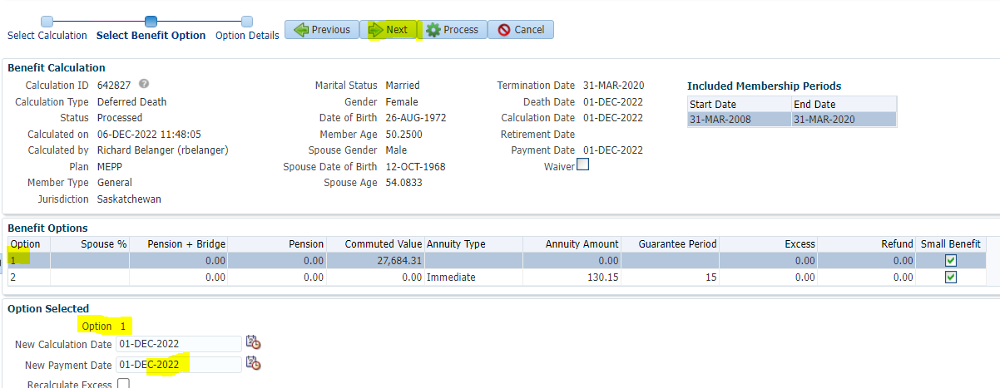 Select Calculation Select Benefit Option Option Details Previous Next Process Cancel
Benefit Calculation
Calculation ID 642827 Marital Status Married Termination Date 31-MAR-2020 Included Membership Periods
Calculation Type Deferred Death Gender Female Death Date 01-DEC-2022 Start Date End Date
Status Processed Date of Birth 26-AUG-1972 Calculation Date 01-DEC-2022 31-MAR-2008 31-MAR-2020
Calculated on 06-DEC-2022 11:48:05 Member Age 50.2500 Retirement Date
Calculated by Richard Belanger (rbelanger) Spouse Gender Male Payment Date 01-DEC-2022
Plan MEPP Spouse Date of Birth 12-OCT-1968 Waiver
Member Type General Spouse Age 54.0833
Jurisdiction Saskatchewan
Benefit Options
Option Spouse % Pension + Bridge Pension Commuted Value Annuity Type Annuity Amount Guarantee Period Excess Refund Small Benefit
1 0.00 0.00 27,684.31 0.00 0.00 0.00
2 0.00 0.00 0.00 Immediate 130.15 15 0.00 0.00
Option Selected
Option 1
New Calculation Date 01-DEC-2022
New Payment Date 01-DEC-2022
Recalculate Excess